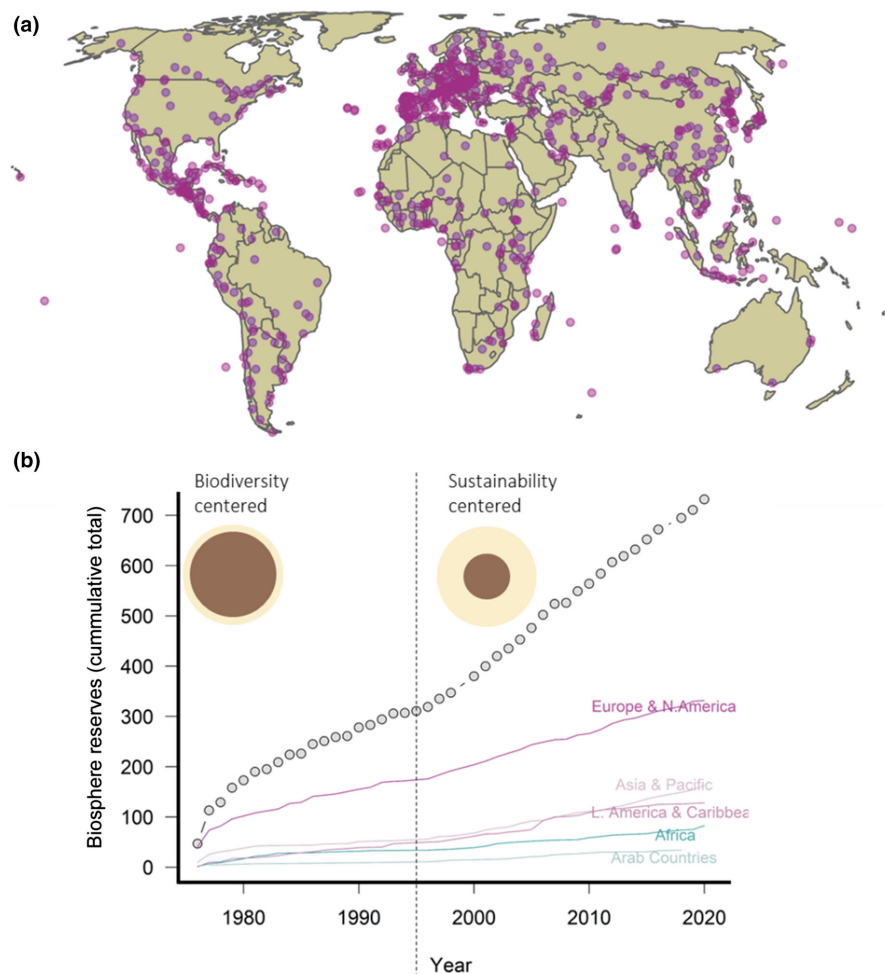 (a)
(b)
Biodiversity
centered
Sustainability
centered
Biosphere reserves (cummulative total)
700
600
500
400
300
200
100
0
Europe & N.America
Asia & Pacific
L. America & Caribbea
Africa
Arab Countries
1980
1990
2000
2010
2020
Year